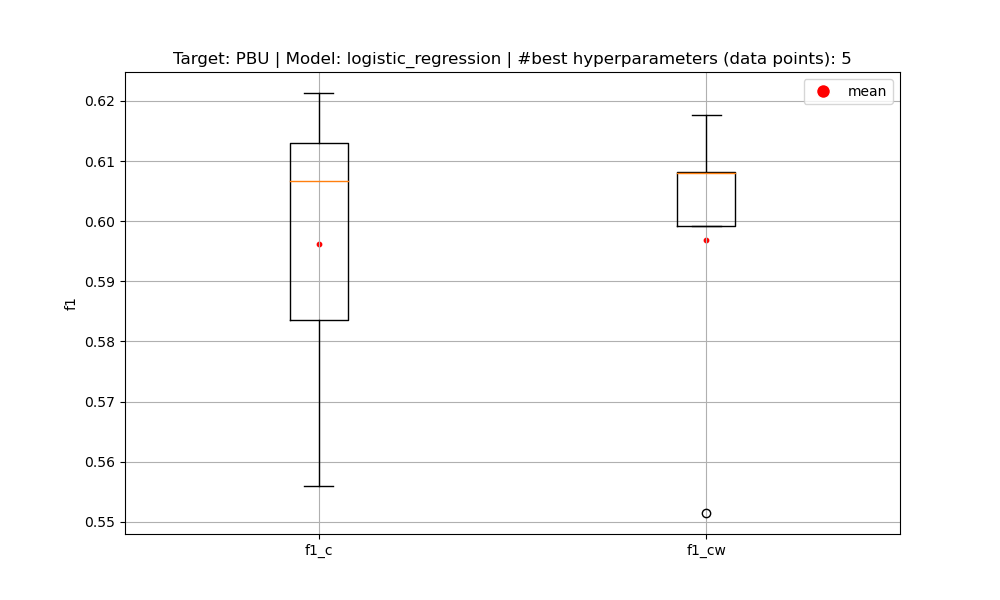 Target: PBU | Model: logistic_regression | #best hyperparameters (data points): 5
mean
0.62
0.61
0.60
0.59
0.58
0.57
0.56
0.55
f1
f1_c
f1_cw